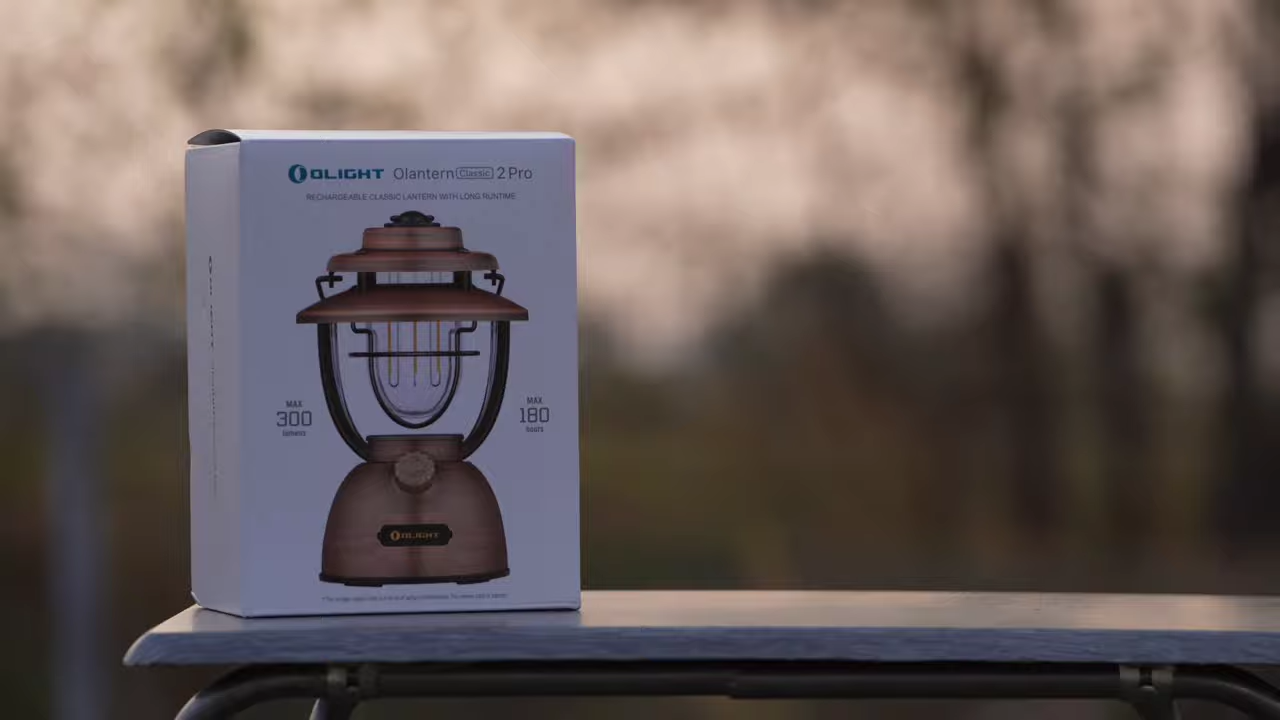 OLIGHT Olantern Classic 2 Pro
RECHARGEABLE CLASSIC LANTERN WITH LONG RUNTIME
MAX
300
lumens
MAX
180
hours
OLIGHT